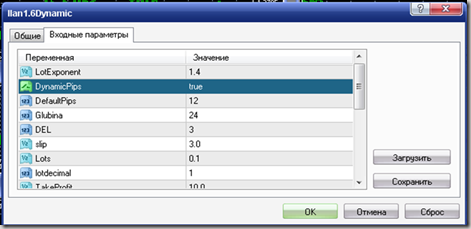 Ilan1.6Dynamic
Общие Входные параметры
Переменная Значение
LotExponent 1.4
DynamicPips true
DefaultPips 12
Glubina 24
DEL 3
slip 3.0
Lots 0.1
lotdecimal 1
TakeProfit 10.0
Загрузить
Сохранить
OK Отмена Сброс